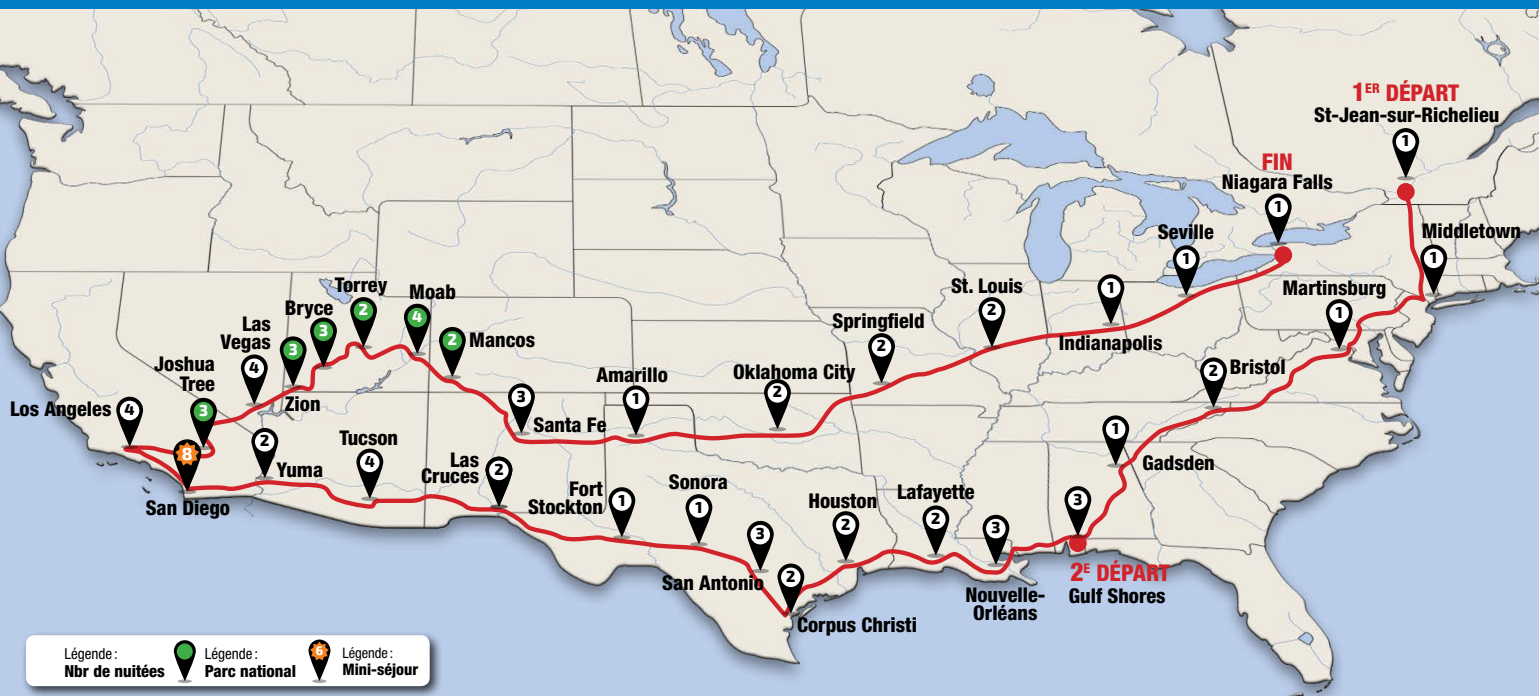 1ER DÉPART
St-Jean-sur-Richelieu
1
FIN
Niagara Falls
1
Middletown
1
Seville
1
Martinsburg
1
Torrey
2
Moab
4
St. Louis
2
1
Indianapolis
Bryce
3
Las
Vegas
4
3
Zion
2
Mancos
Springfield
2
2
Bristol
Joshua
Tree
3
Amarillo
1
Oklahoma City
2
Los Angeles
4
3
Santa Fe
8
San Diego
2
Yuma
Tucson
4
Las
Cruces
2
1
Gadsden
Fort
Stockton
1
Sonora
1
Houston
2
Lafayette
2
3
Nouvelle-
Orléans
3
2E DÉPART
Gulf Shores
3
San Antonio
2
Corpus Christi
Légende :
Nbr de nuitées
Légende :
Parc national
6
Légende :
Mini-séjour